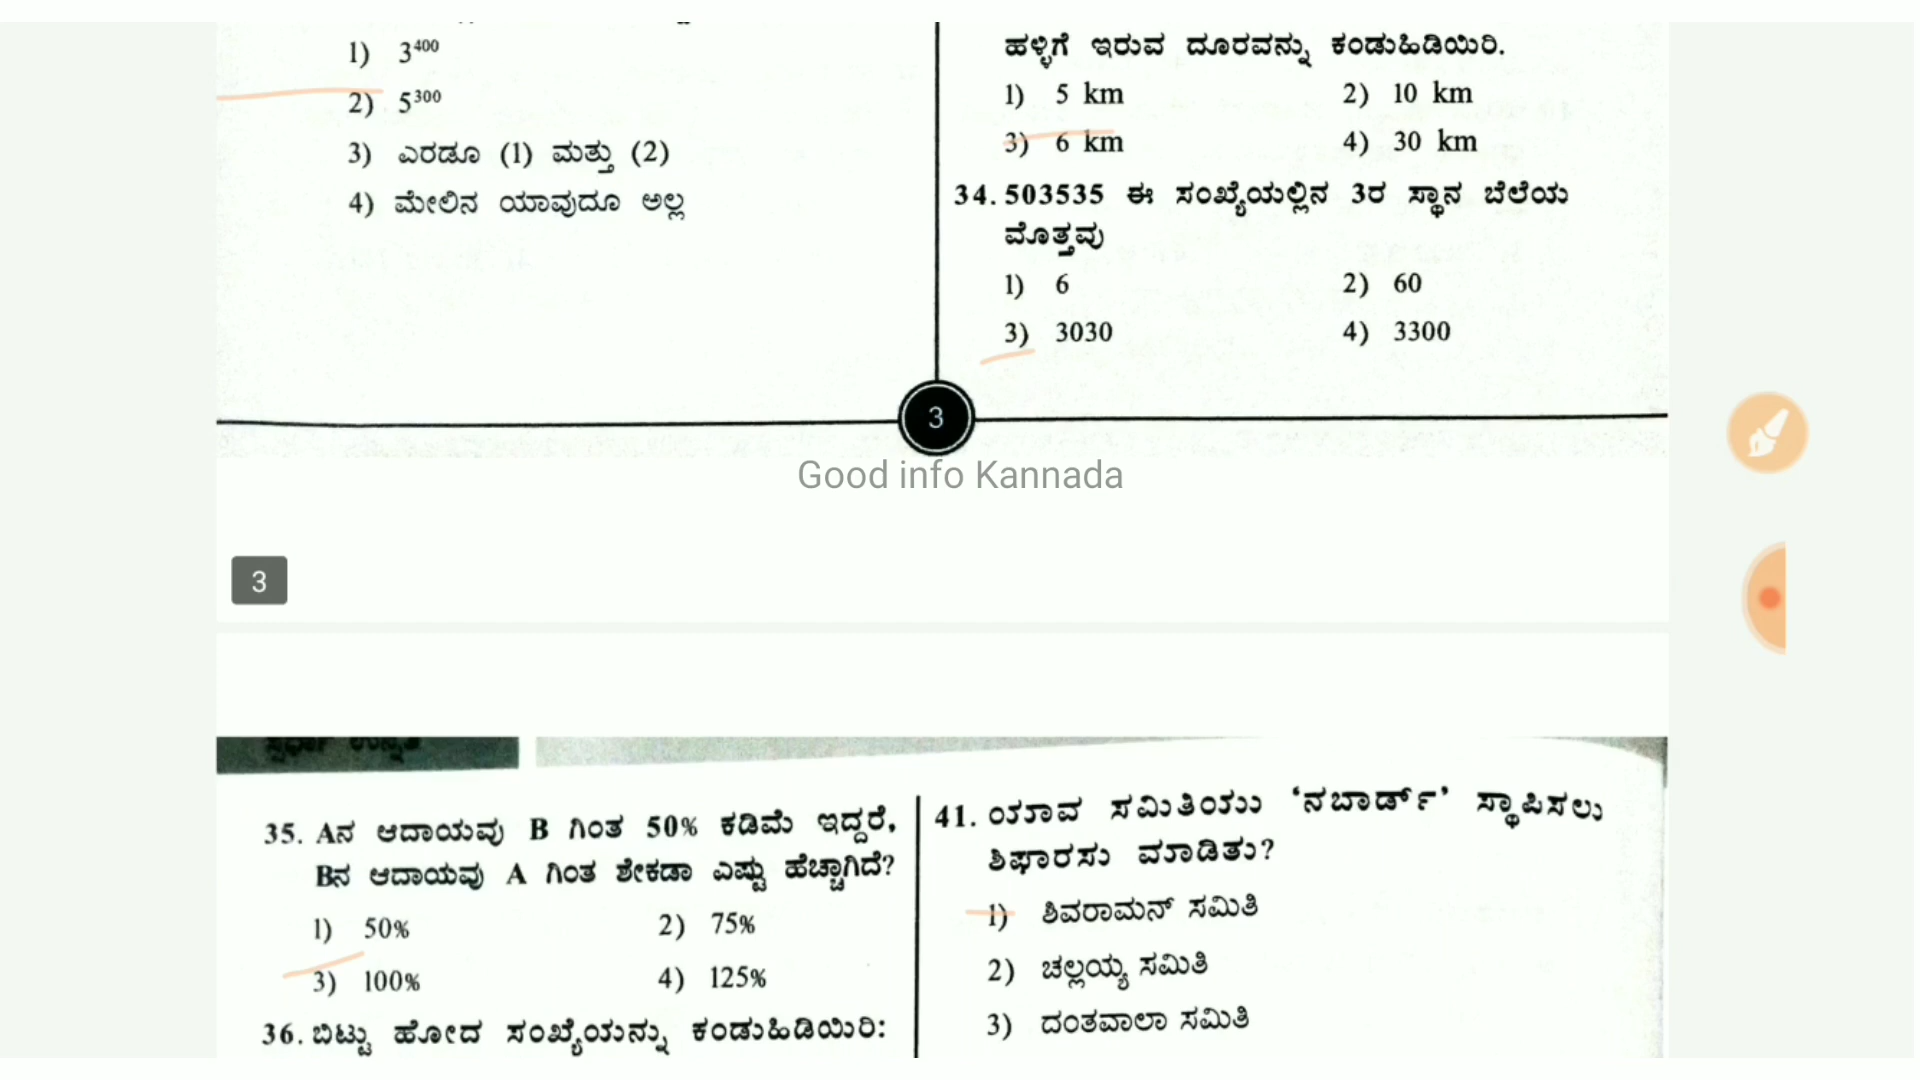 1) 3⁴⁰⁰
2) 5³⁰⁰
3) ಎರಡೂ (1) ಮತ್ತು (2)
4) ಮೇಲಿನ ಯಾವುದೂ ಅಲ್ಲ
ಹಳ್ಳಿಗೆ ಇರುವ ದೂರವನ್ನು ಕಂಡುಹಿಡಿಯಿರಿ.
1) 5 km 2) 10 km
3) 6 km 4) 30 km
34. 503535 ಈ ಸಂಖ್ಯೆಯಲ್ಲಿನ 3ರ ಸ್ಥಾನ ಬೆಲೆಯ
ಮೊತ್ತವು
1) 6 2) 60
3) 3030 4) 3300
3
Good info Kannada
3
ಸ್ಪರ್ಧಾ ಉನ್ನತಿ
35. Aನ ಆದಾಯವು B ಗಿಂತ 50% ಕಡಿಮೆ ಇದ್ದರೆ,
Bನ ಆದಾಯವು A ಗಿಂತ ಶೇಕಡಾ ಎಷ್ಟು ಹೆಚ್ಚಾಗಿದೆ?
1) 50% 2) 75%
3) 100% 4) 125%
36. ಬಿಟ್ಟು ಹೋದ ಸಂಖ್ಯೆಯನ್ನು ಕಂಡುಹಿಡಿಯಿರಿ:
41. ಯಾವ ಸಮಿತಿಯು ‘ನಬಾರ್ಡ್’ ಸ್ಥಾಪಿಸಲು
ಶಿಫಾರಸು ಮಾಡಿತು?
1) ಶಿವರಾಮನ್ ಸಮಿತಿ
2) ಚಲ್ಲಯ್ಯ ಸಮಿತಿ
3) ದಂತವಾಲಾ ಸಮಿತಿ